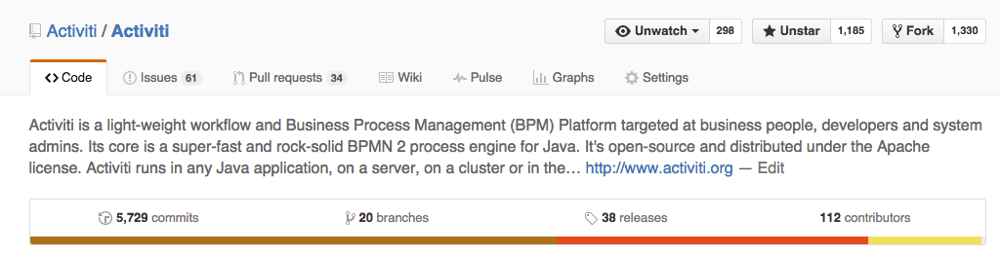 Activiti / Activiti Unwatch 298 Unstar 1,185 Fork 1,330
Code Issues 61 Pull requests 34 Wiki Pulse Graphs Settings
Activiti is a light-weight workflow and Business Process Management (BPM) Platform targeted at business people, developers and system
admins. Its core is a super-fast and rock-solid BPMN 2 process engine for Java. It's open-source and distributed under the Apache
license. Activiti runs in any Java application, on a server, on a cluster or in the… http://www.activiti.org — Edit
5,729 commits 20 branches 38 releases 112 contributors